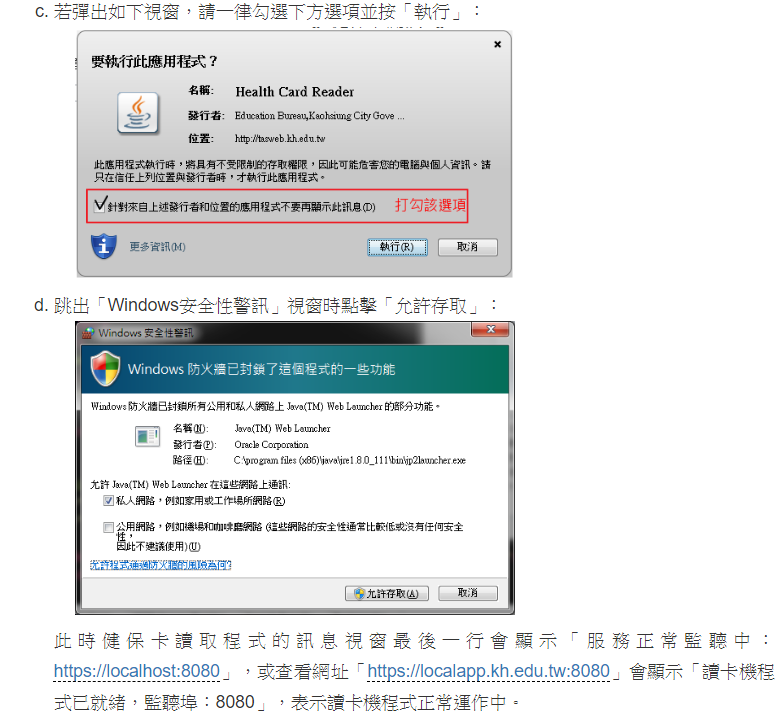 c. 若彈出如下視窗，請一律勾選下方選項並按「執行」：
要執行此應用程式？
名稱： Health Card Reader
發行者： Education Bureau,Kaohsiung City Gove ...
位置： http://tasweb.kh.edu.tw
此應用程式執行時，將具有不受限制的存取權限，因此可能危害您的電腦與個人資訊。請
只在信任上列位置與發行者時，才執行此應用程式。
針對來自上述發行者和位置的應用程式不要再顯示此訊息(D) 打勾該選項
更多資訊(M) 執行(R) 取消
d. 跳出「Windows安全性警訊」視窗時點擊「允許存取」：
Windows 安全性警訊
Windows 防火牆已封鎖了這個程式的一些功能
Windows 防火牆已封鎖所有公用和私人網路上 Java(TM) Web Launcher 的部分功能。
名稱(N): Java(TM) Web Launcher
發行者(P): Oracle Corporation
路徑(H): C:\program files (x86)\java\jre1.8.0_111\bin\jp2launcher.exe
允許 Java(TM) Web Launcher 在這些網路上通訊:
私人網路，例如家用或工作場所網路(R)
公用網路，例如機場和咖啡廳網路 (這些網路的安全性通常比較低或沒有任何安全
性，
因此不建議使用)(U)
允許程式通過防火牆的風險為何?
允許存取(A) 取消
此時健保卡讀取程式的訊息視窗最後一行會顯示「服務正常監聽中：
https://localhost:8080」，或查看網址「https://localapp.kh.edu.tw:8080」會顯示「讀卡機程
式已就緒，監聽埠：8080」，表示讀卡機程式正常運作中。